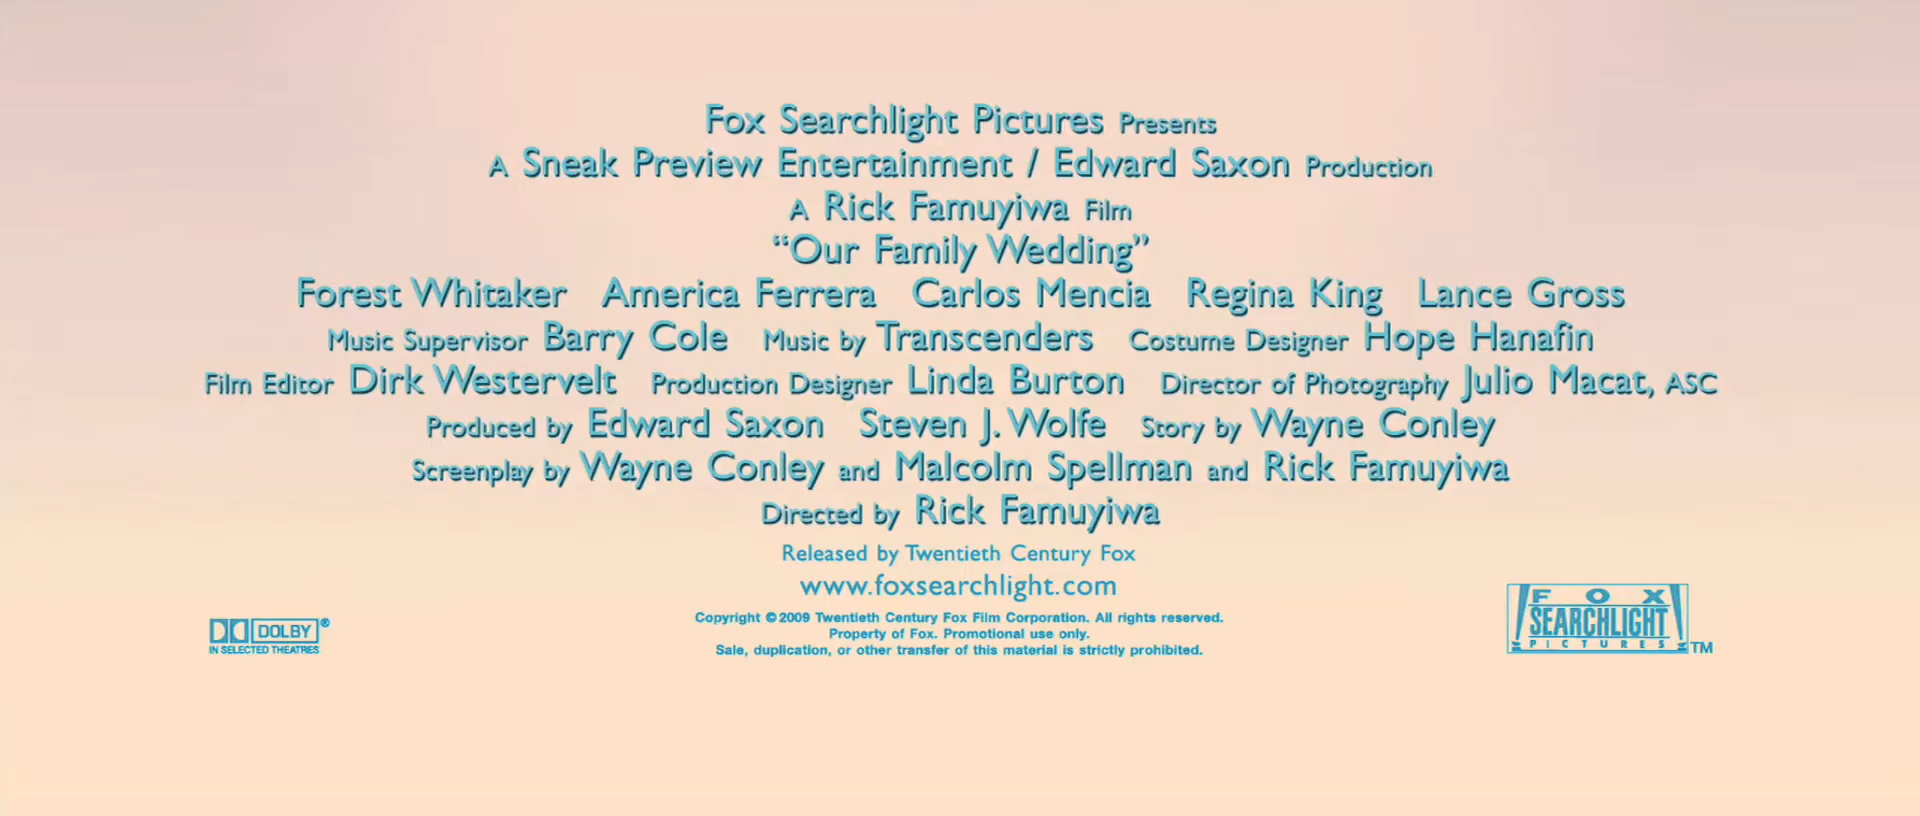 Fox Searchlight Pictures Presents
A Sneak Preview Entertainment / Edward Saxon Production
A Rick Famuyiwa Film
“Our Family Wedding”
Forest Whitaker America Ferrera Carlos Mencia Regina King Lance Gross
Music Supervisor Barry Cole Music by Transcenders Costume Designer Hope Hanafin
Film Editor Dirk Westervelt Production Designer Linda Burton Director of Photography Julio Macat, ASC
Produced by Edward Saxon Steven J. Wolfe Story by Wayne Conley
Screenplay by Wayne Conley and Malcolm Spellman and Rick Famuyiwa
Directed by Rick Famuyiwa
Released by Twentieth Century Fox
www.foxsearchlight.com
Copyright © 2009 Twentieth Century Fox Film Corporation. All rights reserved.
Property of Fox. Promotional use only.
Sale, duplication, or other transfer of this material is strictly prohibited.
DOLBY®
IN SELECTED THEATRES
FOX
SEARCHLIGHT
PICTURES TM